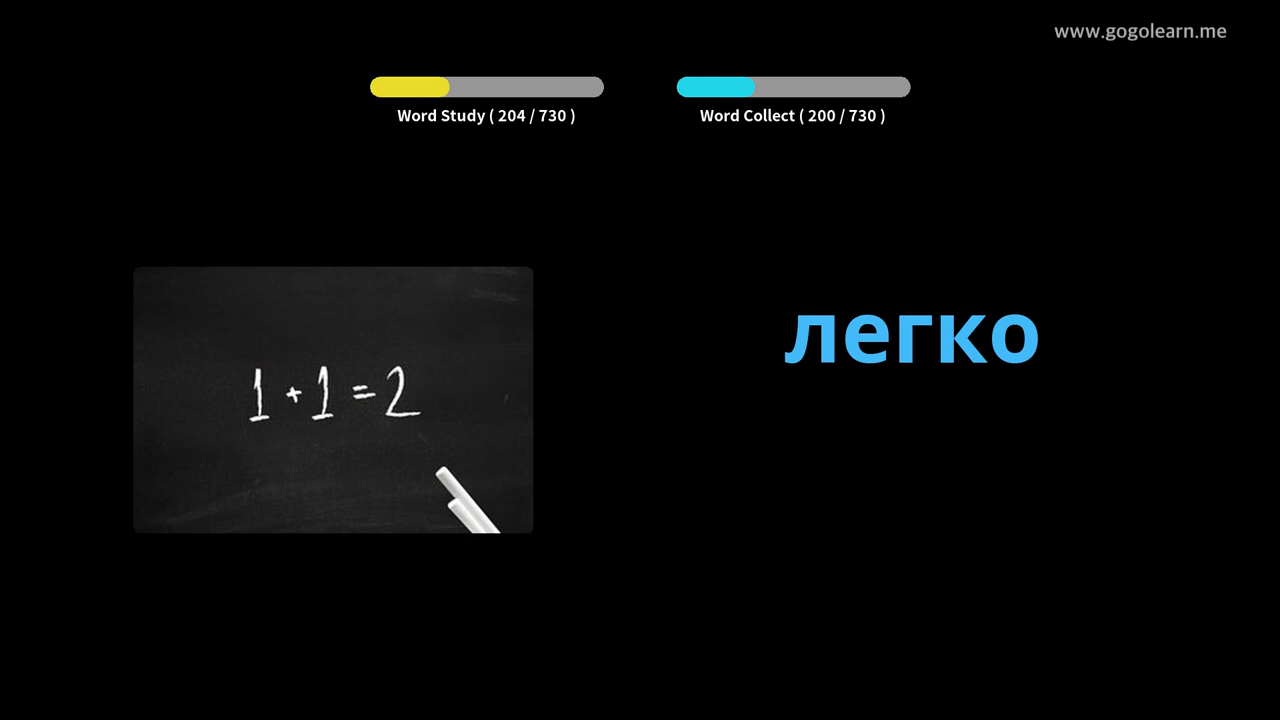 www.gogolearn.me
Word Study ( 204 / 730 )
Word Collect ( 200 / 730 )
легко
1 + 1 = 2